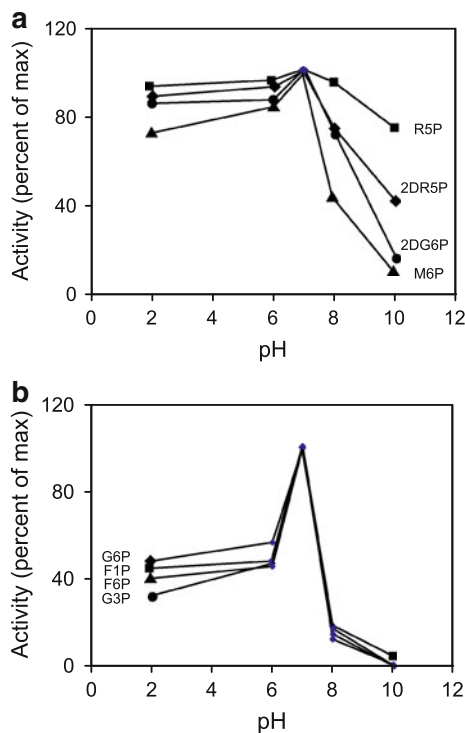 a
120
80
40
0
Activity (percent of max)
R5P
2DR5P
2DG6P
M6P
0 2 4 6 8 10 12
pH
b
120
80
40
0
Activity (percent of max)
G6P
F1P
F6P
G3P
0 2 4 6 8 10 12
pH